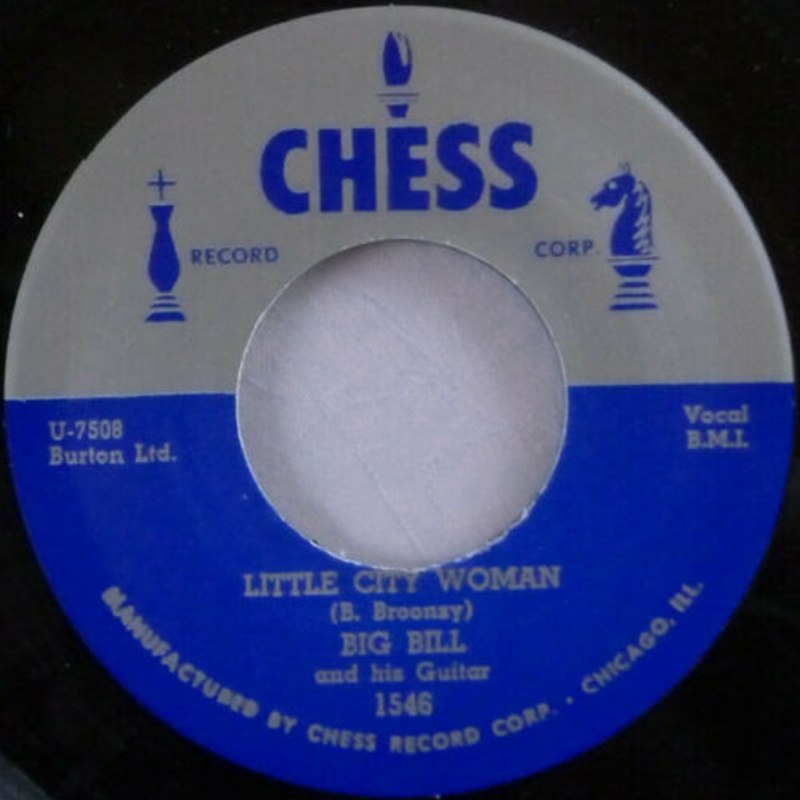 CHESS
RECORD CORP.
U-7508
Burton Ltd.
Vocal
B.M.I.
LITTLE CITY WOMAN
(B. Broonzy)
BIG BILL
and his Guitar
1546
MANUFACTURED BY CHESS RECORD CORP. • CHICAGO, ILL.